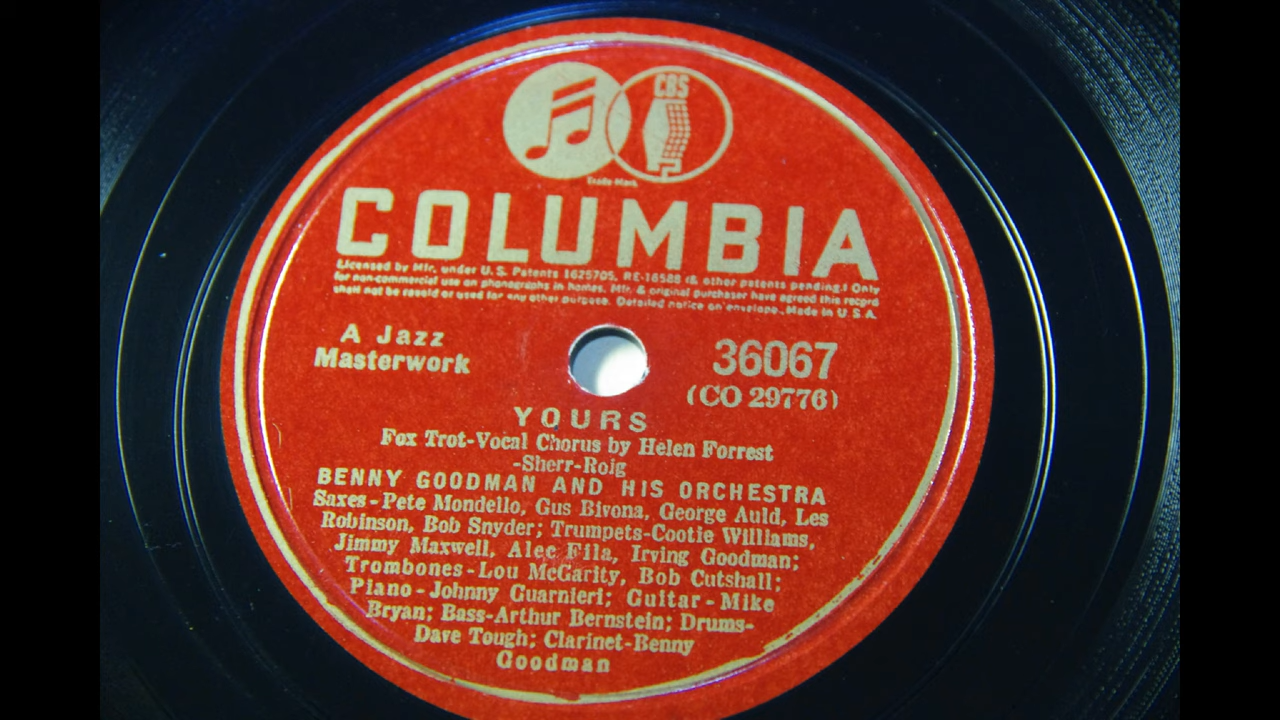 CBS
Trade Mark
COLUMBIA
Licensed by Mfr. under U.S. Patents 1625705, RE-16588 (& other patents pending.) Only
for non-commercial use on phonographs in homes. Mfr. & original purchaser have agreed this record
shall not be resold or used for any other purpose. Detailed notice on envelope. Made in U.S.A.
A Jazz
Masterwork
36067
(CO 29776)
YOURS
Fox Trot-Vocal Chorus by Helen Forrest
-Sherr-Roig
BENNY GOODMAN AND HIS ORCHESTRA
Saxes-Pete Mondello, Gus Bivona, George Auld, Les
Robinson, Bob Snyder; Trumpets-Cootie Williams,
Jimmy Maxwell, Alec Fila, Irving Goodman;
Trombones-Lou McGarity, Bob Cutshall;
Piano-Johnny Guarnieri; Guitar-Mike
Bryan; Bass-Arthur Bernstein; Drums-
Dave Tough; Clarinet-Benny
Goodman